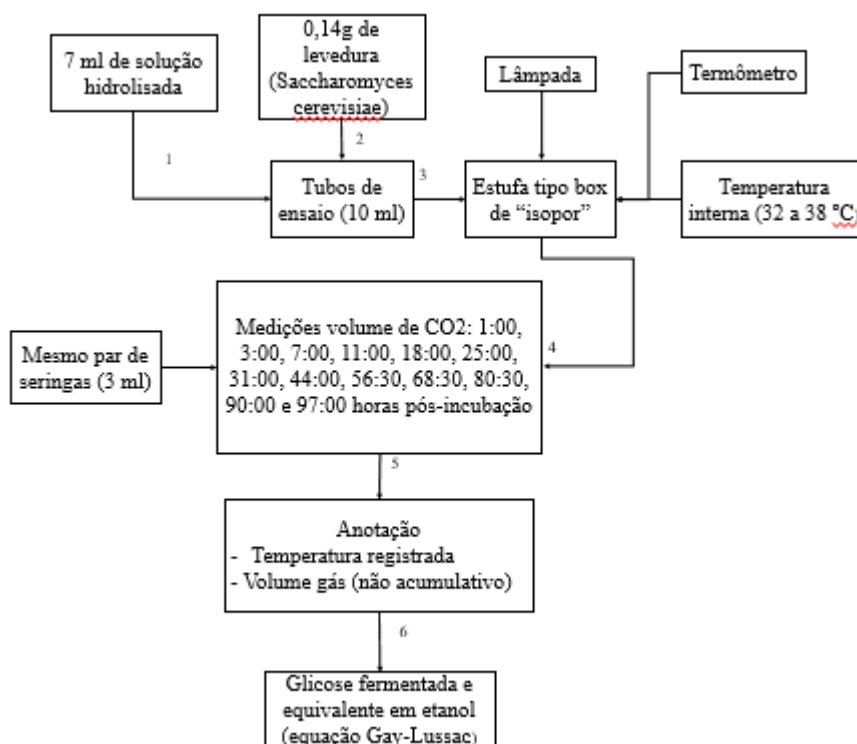 7 ml de solução
hidrolisada
0,14g de
levedura
(Saccharomyces
cerevisiae)
Lâmpada
Termômetro
1
2
3
Tubos de
ensaio (10 ml)
Estufa tipo box
de “isopor”
Temperatura
interna (32 a 38 °C)
Mesmo par de
seringas (3 ml)
Medições volume de CO2: 1:00,
3:00, 7:00, 11:00, 18:00, 25:00,
31:00, 44:00, 56:30, 68:30, 80:30,
90:00 e 97:00 horas pós-incubação
4
5
Anotação
- Temperatura registrada
- Volume gás (não acumulativo)
6
Glicose fermentada e
equivalente em etanol
(equação Gay-Lussac)